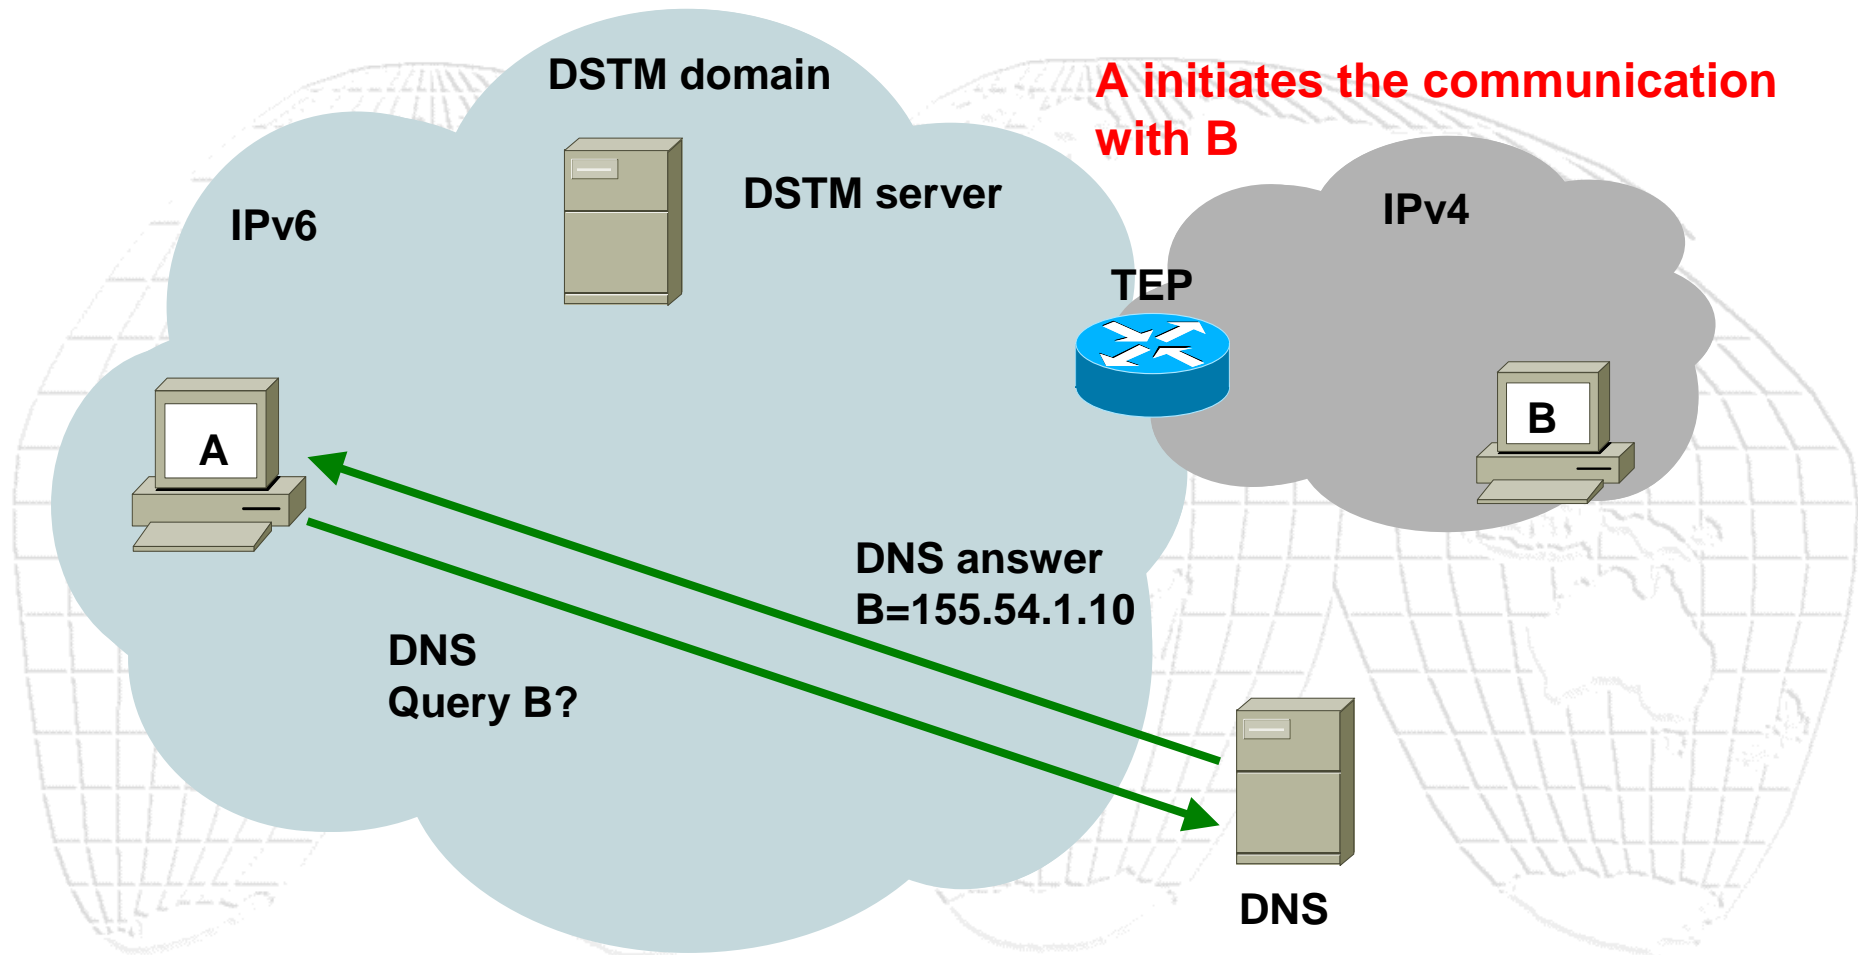 DSTM domain
A initiates the communication
with B
DSTM server
IPv6
IPv4
TEP
A
B
DNS answer
B=155.54.1.10
DNS
Query B?
DNS